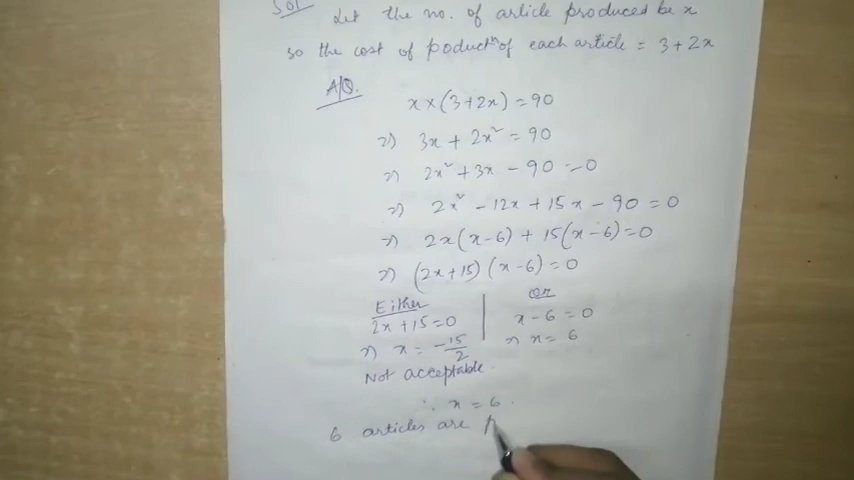 Sol
Let the no. of article produced be x
so the cost of poductⁿ of each article = 3 + 2x
A/Q.
x × (3 + 2x) = 90
⇒) 3x + 2x² = 90
⇒) 2x² + 3x - 90 = 0
⇒) 2x² - 12x + 15x - 90 = 0
⇒) 2x(x-6) + 15(x-6) = 0
⇒) (2x+15)(x-6) = 0
Either
or
2x + 15 = 0
x - 6 = 0
⇒) x = -15/2
⇒ x = 6
Not acceptable.
∴ x = 6.
6 articles are p